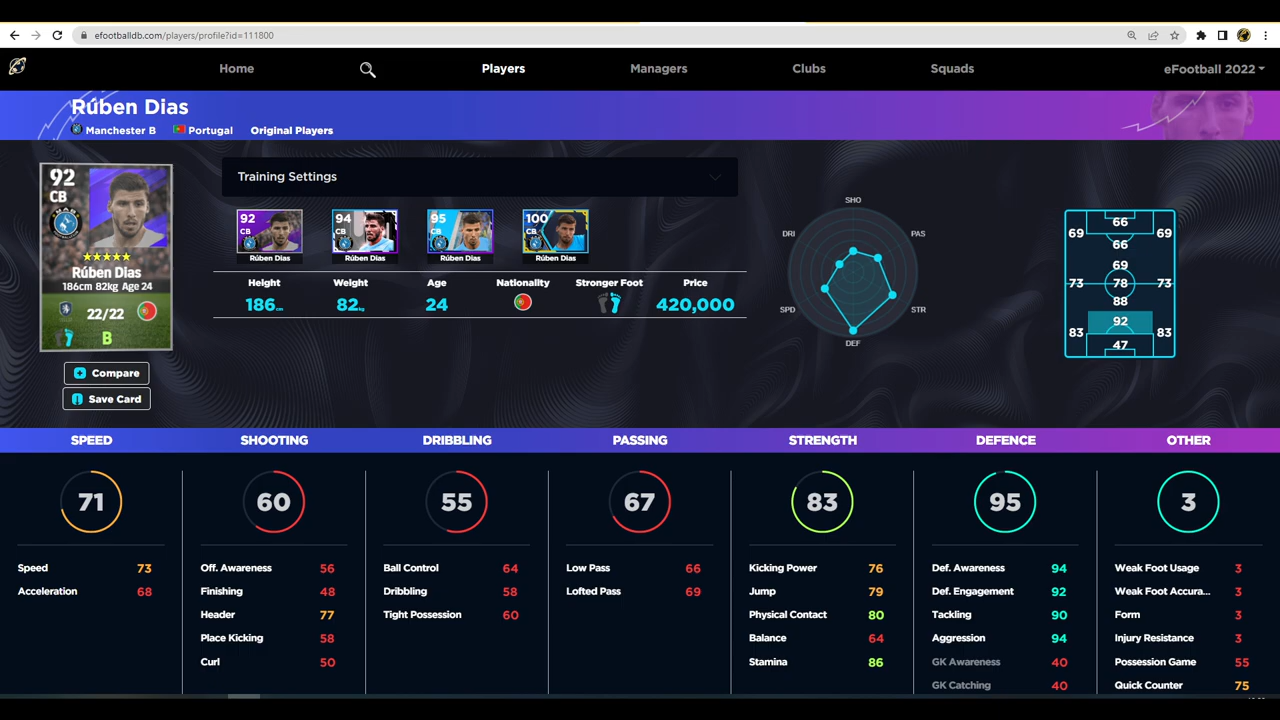 efootballdb.com/players/profile?id=111800
Home
Players
Managers
Clubs
Squads
eFootball 2022
Rúben Dias
Manchester B
Portugal
Original Players
92
CB
Rúben Dias
186cm 82kg Age 24
22/22
B
Compare
Save Card
Training Settings
92
CB
Rúben Dias
94
CB
Rúben Dias
95
CB
Rúben Dias
100
CB
Rúben Dias
Height Weight Age Nationality Stronger Foot Price
186cm 82kg 24 420,000
SHO
PAS
STR
DEF
SPD
DRI
66
69 66 69
69
73 78 73
88
92
83 83
47
SPEED SHOOTING DRIBBLING PASSING STRENGTH DEFENCE OTHER
71 60 55 67 83 95 3
Speed 73
Acceleration 68
Off. Awareness 56
Finishing 48
Header 77
Place Kicking 58
Curl 50
Ball Control 64
Dribbling 58
Tight Possession 60
Low Pass 66
Lofted Pass 69
Kicking Power 76
Jump 79
Physical Contact 80
Balance 64
Stamina 86
Def. Awareness 94
Def. Engagement 92
Tackling 90
Aggression 94
GK Awareness 40
GK Catching 40
Weak Foot Usage 3
Weak Foot Accura... 3
Form 3
Injury Resistance 3
Possession Game 55
Quick Counter 75